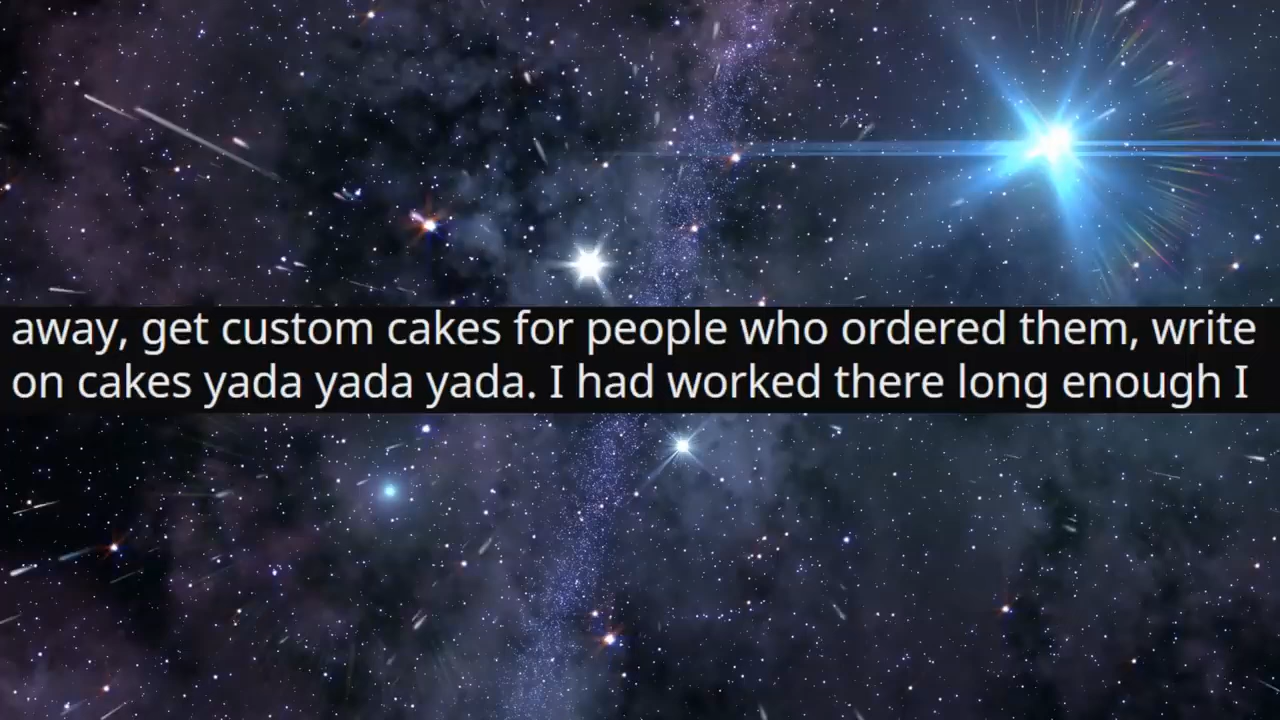 away, get custom cakes for people who ordered them, write
on cakes yada yada yada. I had worked there long enough I